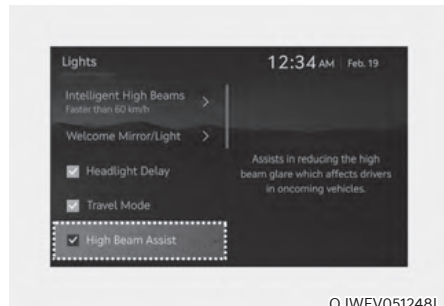 Lights
12:34 AM Feb. 19
Intelligent High Beams
Faster than 60 km/h
Welcome Mirror/Light
Headlight Delay
Travel Mode
High Beam Assist
Assists in reducing the high
beam glare which affects drivers
in oncoming vehicles.